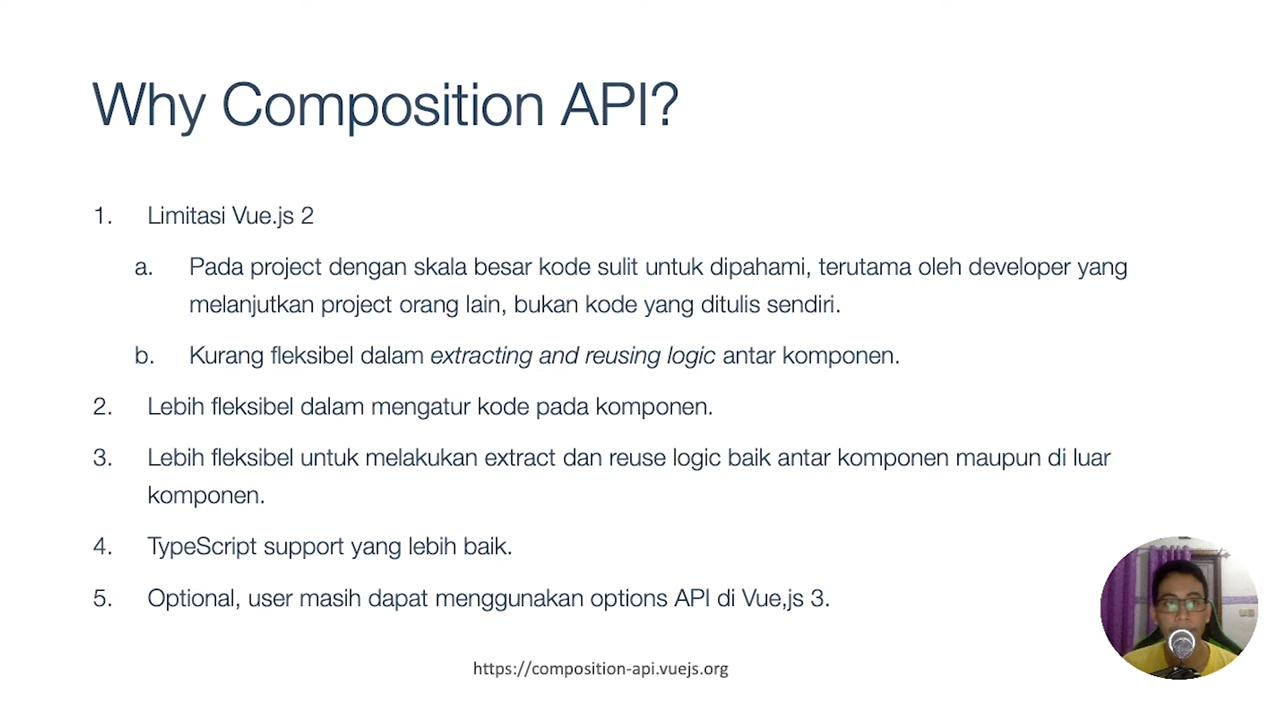 Why Composition API?
1. Limitasi Vue.js 2
a. Pada project dengan skala besar kode sulit untuk dipahami, terutama oleh developer yang
melanjutkan project orang lain, bukan kode yang ditulis sendiri.
b. Kurang fleksibel dalam extracting and reusing logic antar komponen.
2. Lebih fleksibel dalam mengatur kode pada komponen.
3. Lebih fleksibel untuk melakukan extract dan reuse logic baik antar komponen maupun di luar
komponen.
4. TypeScript support yang lebih baik.
5. Optional, user masih dapat menggunakan options API di Vue,js 3.
https://composition-api.vuejs.org